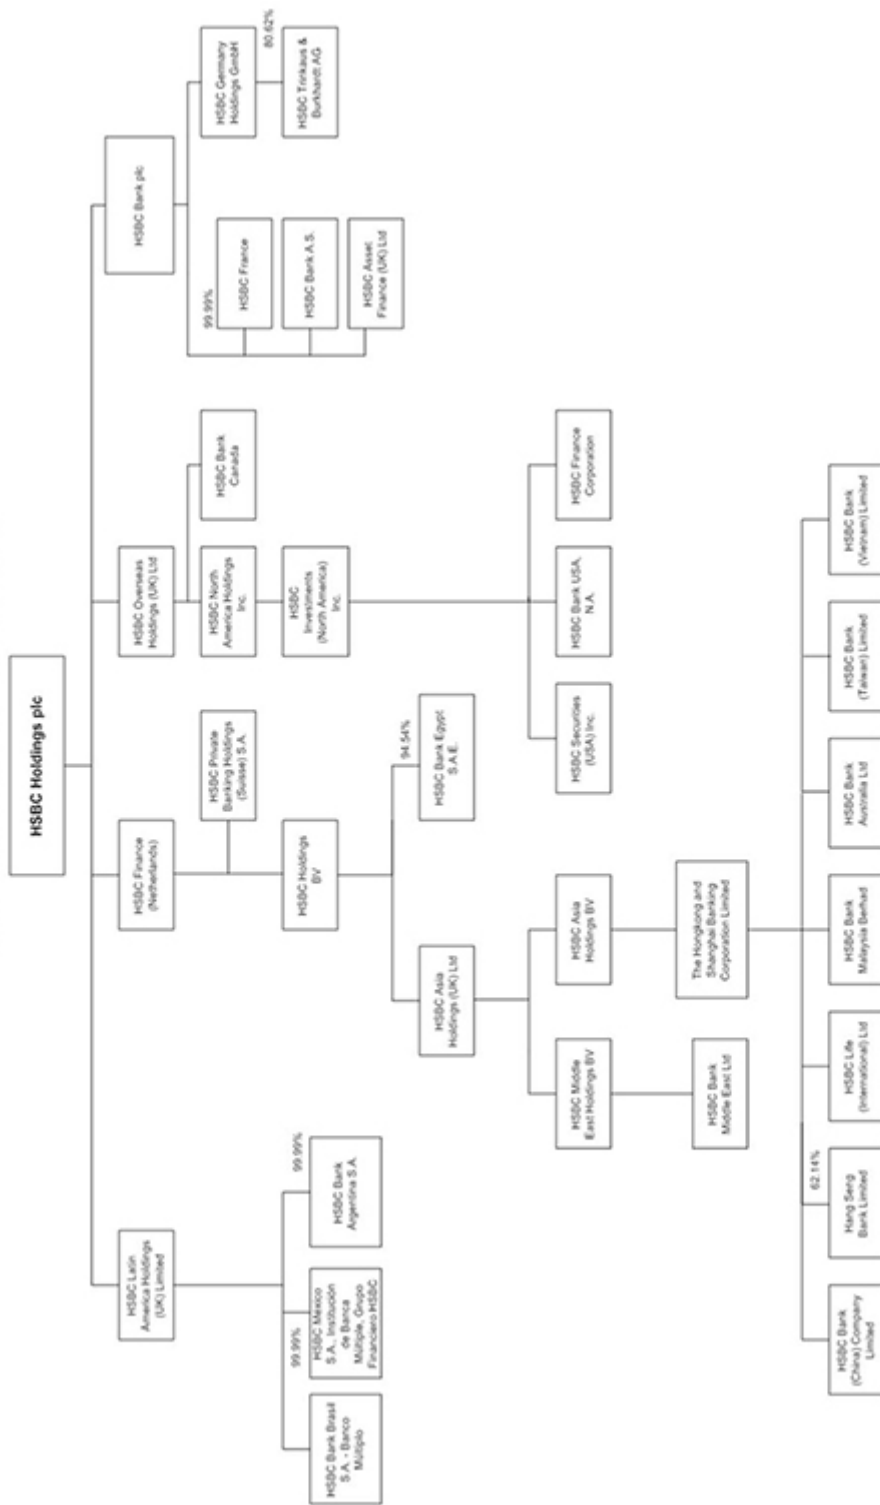 HSBC Holdings plc
HSBC Latin
America Holdings
(UK) Limited
HSBC Finance
(Netherlands)
HSBC Overseas
Holdings (UK) Ltd
HSBC Bank plc
HSBC Private
Banking Holdings
(Suisse) S.A.
HSBC North
America Holdings
Inc.
HSBC Bank
Canada
99.99%
HSBC France
HSBC Bank A.S.
HSBC Asset
Finance (UK) Ltd
HSBC Germany
Holdings GmbH
80.62%
HSBC Trinkaus &
Burkhardt AG
HSBC Bank Brasil
S.A. - Banco
Múltiplo
99.99%
HSBC México
S.A., Institución
de Banca
Múltiple, Grupo
Financiero HSBC
99.99%
HSBC Bank
Argentina S.A.
HSBC Holdings
BV
HSBC
Investments
(North America)
Inc.
HSBC Asia
Holdings (UK) Ltd
94.54%
HSBC Bank Egypt
S.A.E.
HSBC Middle
East Holdings BV
HSBC Asia
Holdings BV
HSBC Securities
(USA) Inc.
HSBC Bank USA,
N.A.
HSBC Finance
Corporation
HSBC Bank
Middle East Ltd
The Hongkong and
Shanghai Banking
Corporation Limited
HSBC Bank
(China) Company
Limited
62.14%
Hang Seng
Bank Limited
HSBC Life
(International) Ltd
HSBC Bank
Malaysia Berhad
HSBC Bank
Australia Ltd
HSBC Bank
(Taiwan) Limited
HSBC Bank
(Vietnam) Limited